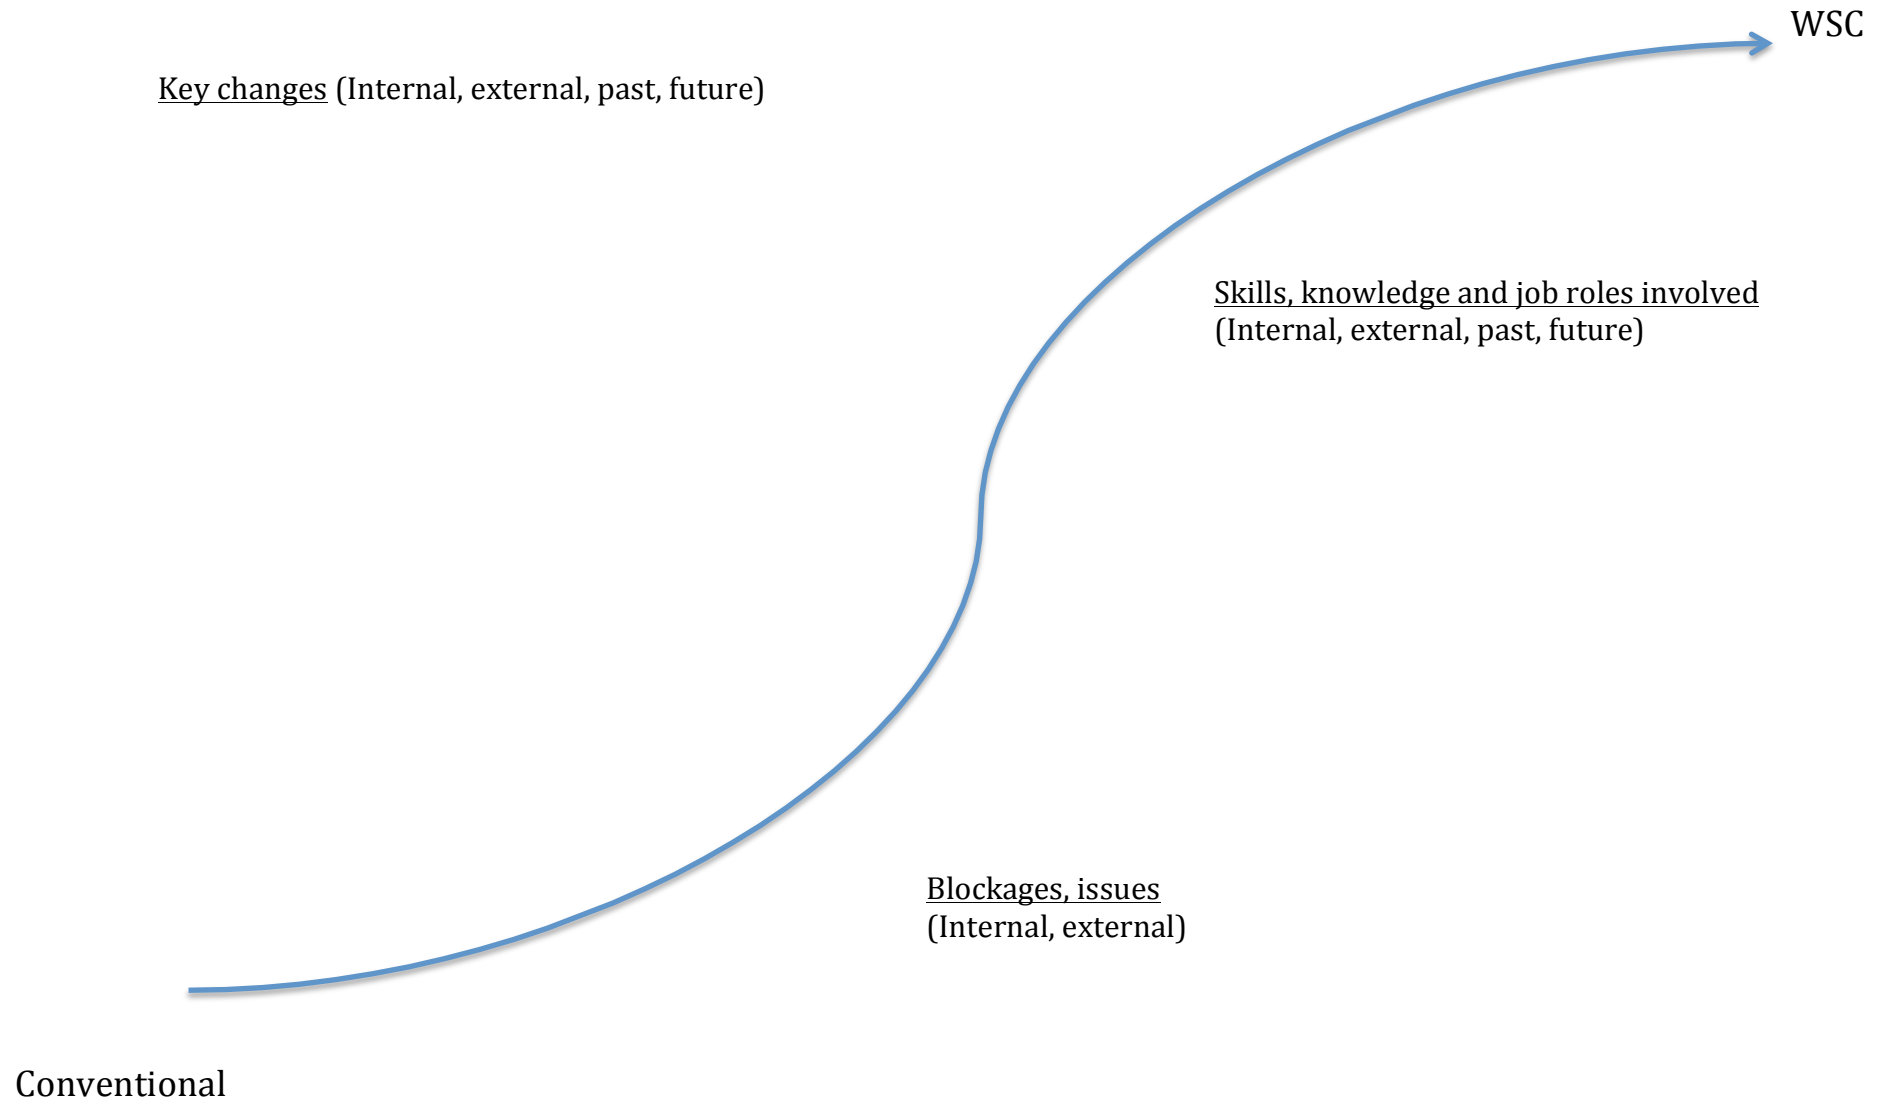 WSC
Key changes (Internal, external, past, future)
Skills, knowledge and job roles involved
(Internal, external, past, future)
Blockages, issues
(Internal, external)
Conventional